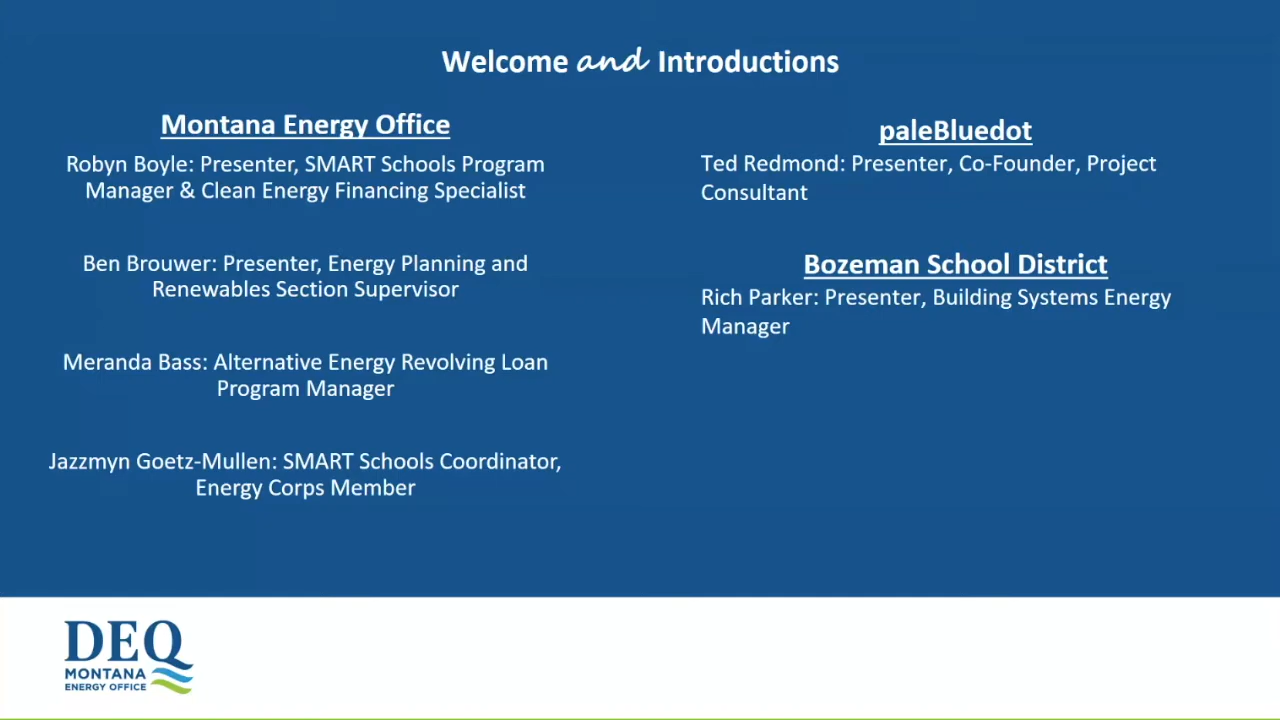 Welcome and Introductions
Montana Energy Office
Robyn Boyle: Presenter, SMART Schools Program
Manager & Clean Energy Financing Specialist
Ben Brouwer: Presenter, Energy Planning and
Renewables Section Supervisor
Meranda Bass: Alternative Energy Revolving Loan
Program Manager
Jazzmyn Goetz-Mullen: SMART Schools Coordinator,
Energy Corps Member
paleBluedot
Ted Redmond: Presenter, Co-Founder, Project
Consultant
Bozeman School District
Rich Parker: Presenter, Building Systems Energy
Manager
DEQ
MONTANA
ENERGY OFFICE